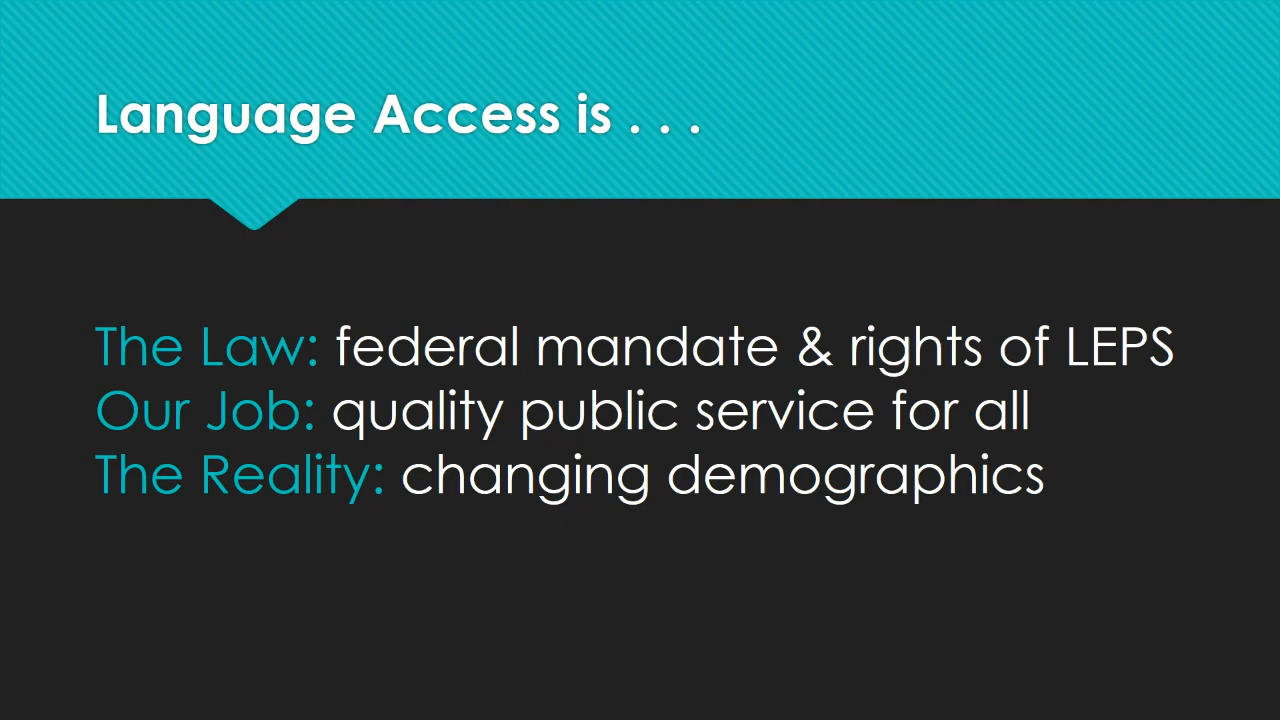 Language Access is . . .
The Law: federal mandate & rights of LEPS
Our Job: quality public service for all
The Reality: changing demographics